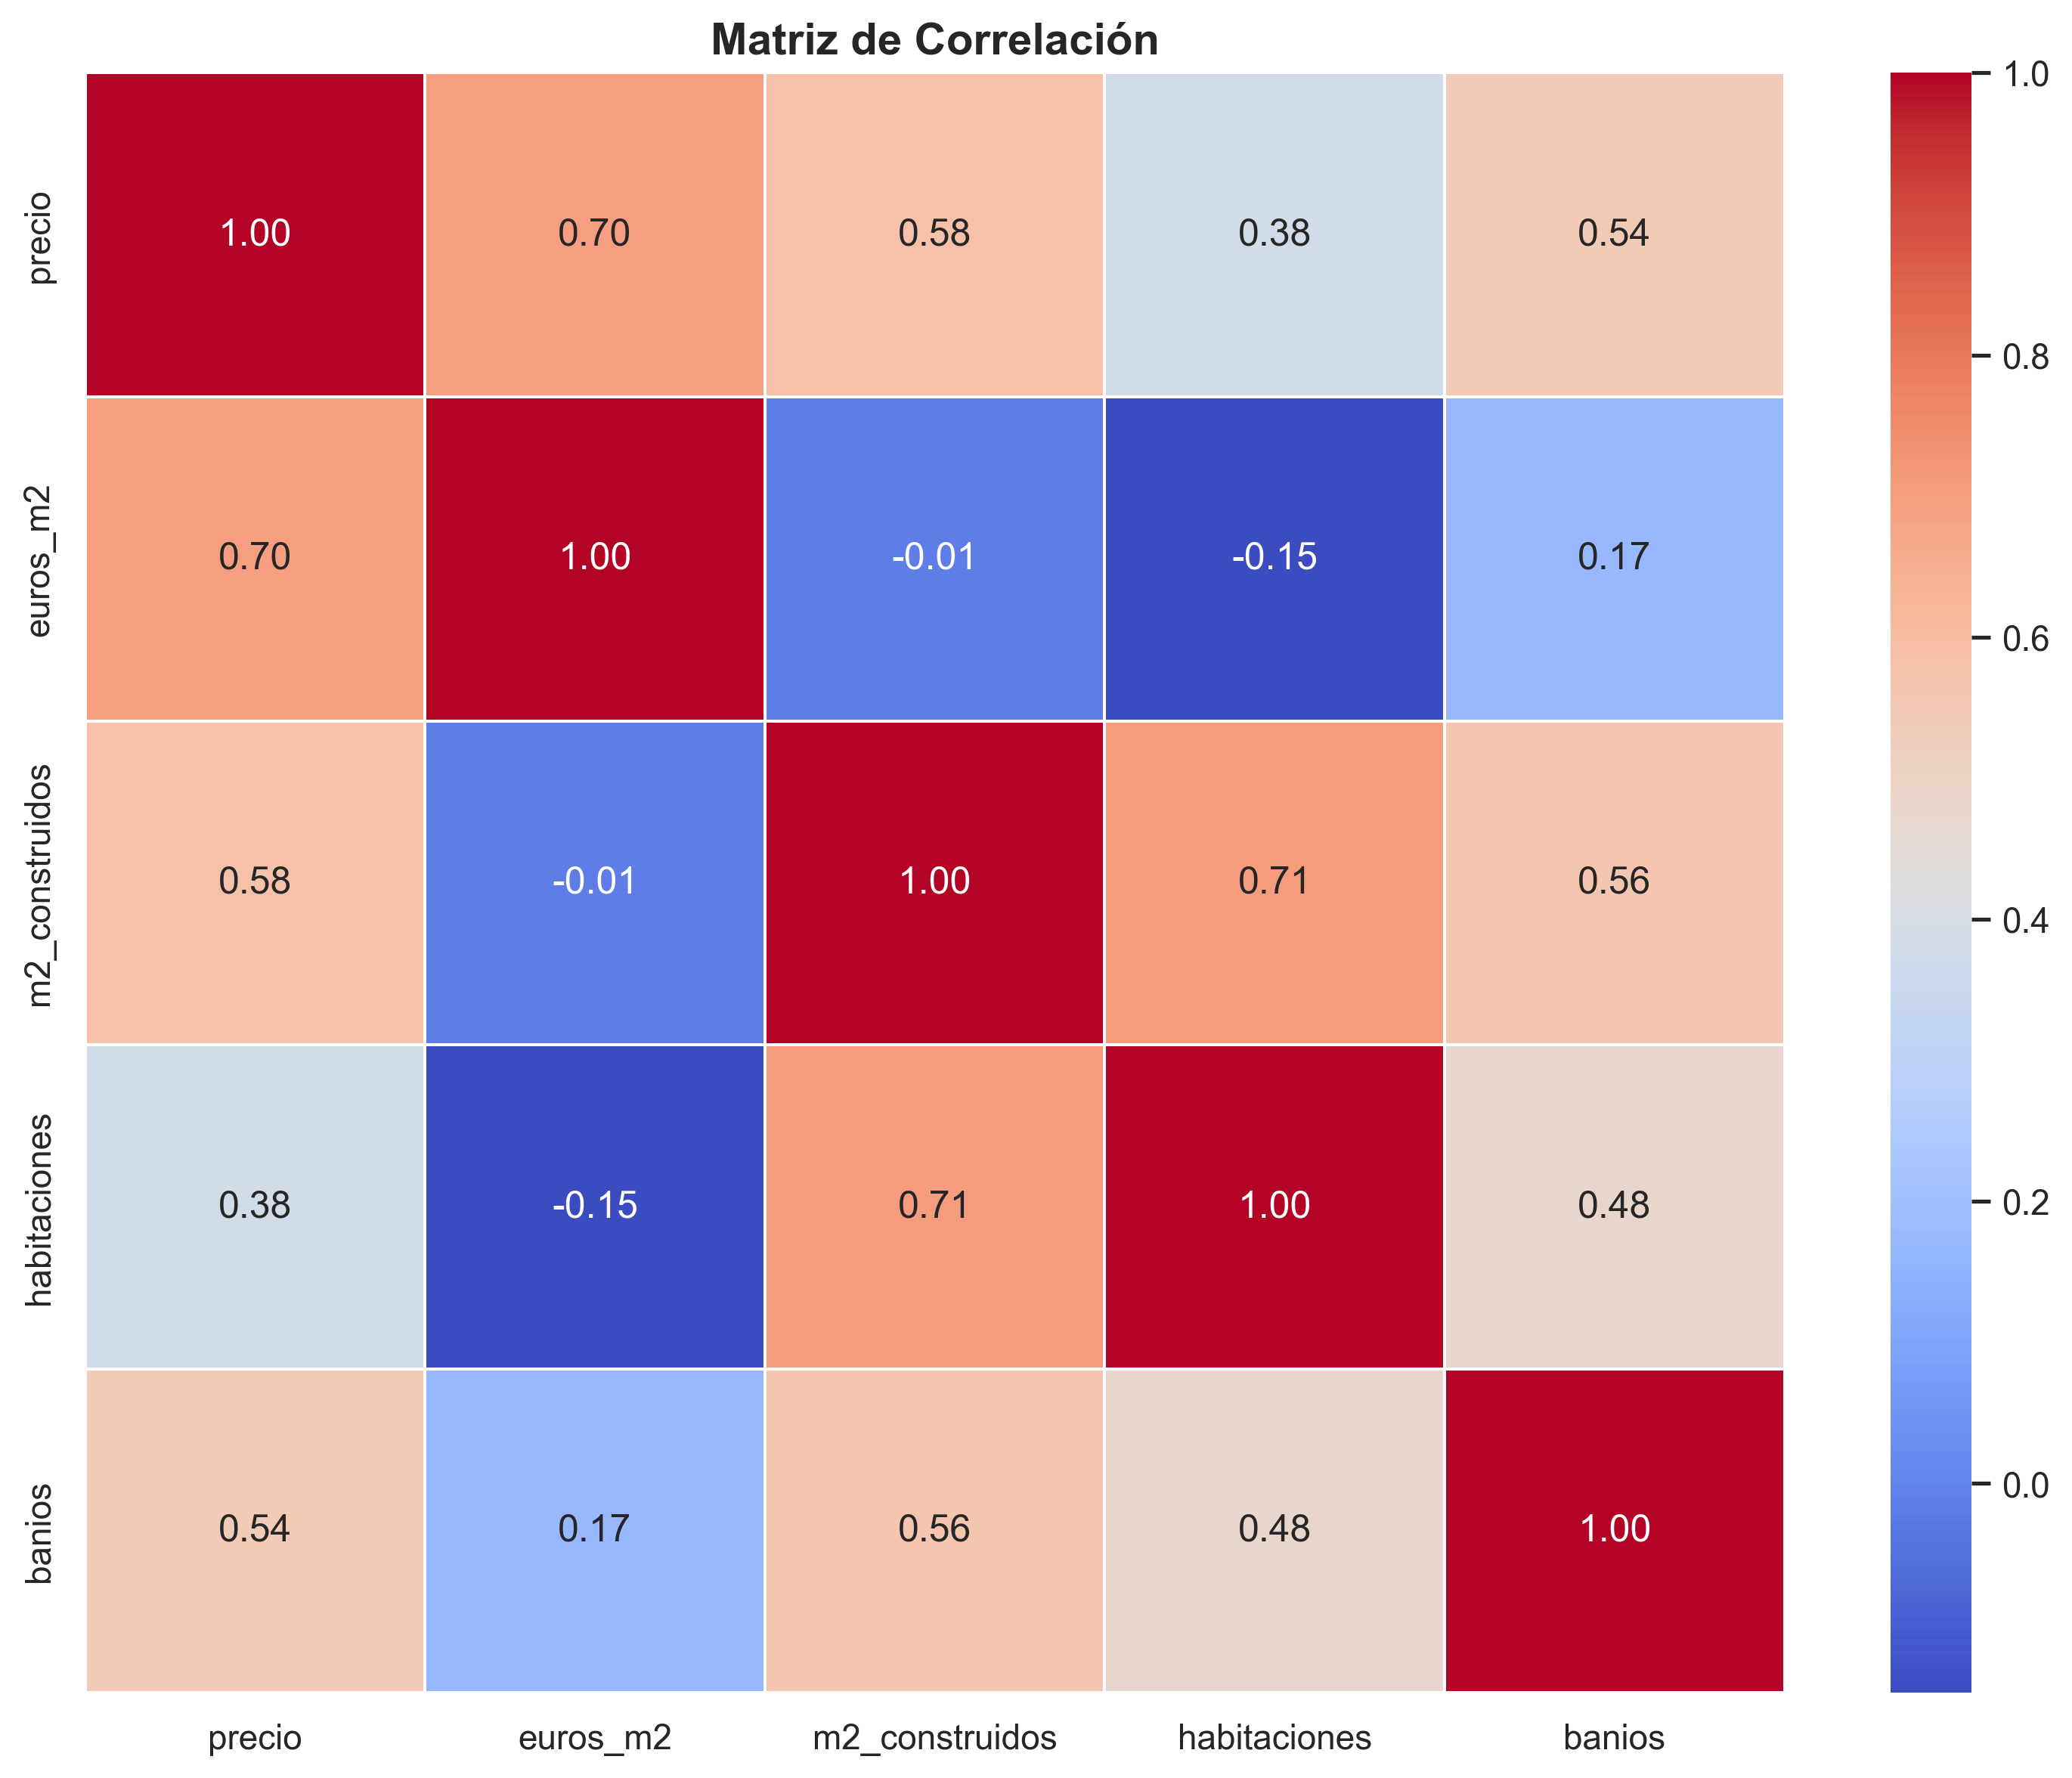 Matriz de Correlación
precio 1.00 0.70 0.58 0.38 0.54
euros_m2 0.70 1.00 -0.01 -0.15 0.17
m2_construidos 0.58 -0.01 1.00 0.71 0.56
habitaciones 0.38 -0.15 0.71 1.00 0.48
banios 0.54 0.17 0.56 0.48 1.00
precio euros_m2 m2_construidos habitaciones banios
1.0
0.8
0.6
0.4
0.2
0.0